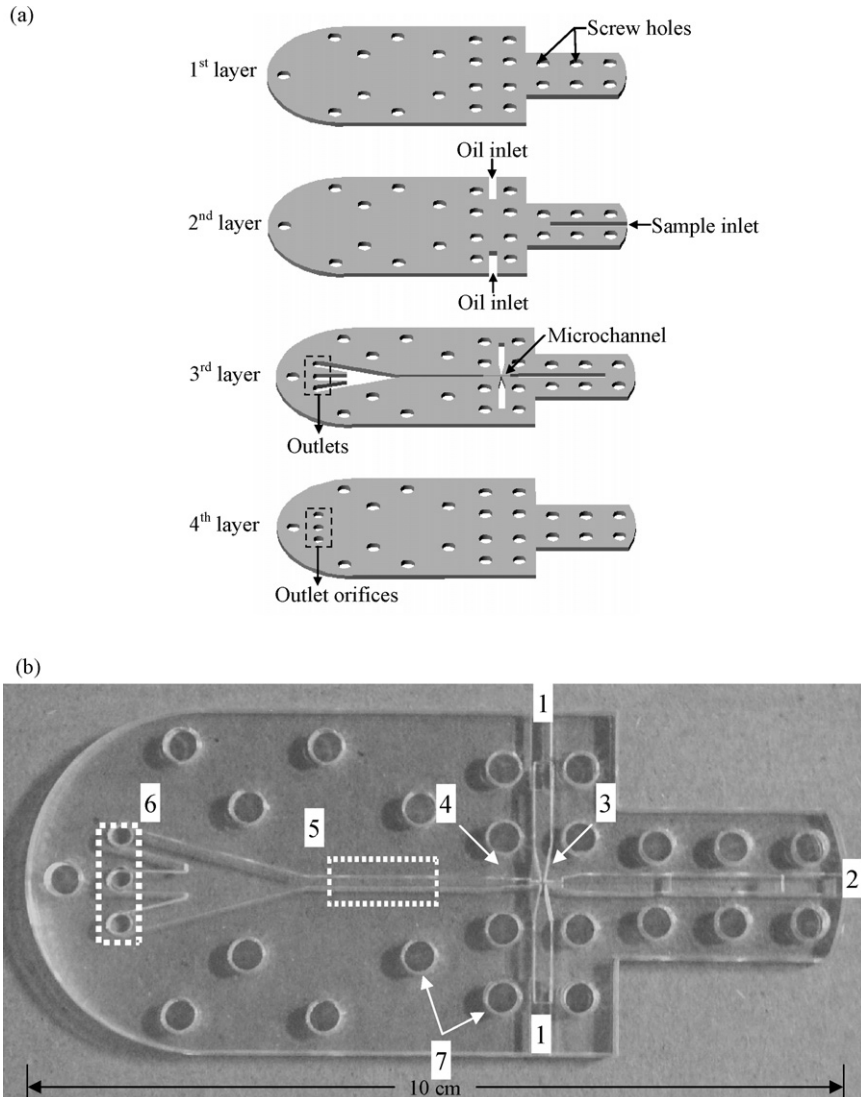 (a)
Screw holes
1st layer
Oil inlet
2nd layer
Sample inlet
Oil inlet
Microchannel
3rd layer
Outlets
4th layer
Outlet orifices
(b)
1
6
5
4
3
2
1
7
10 cm